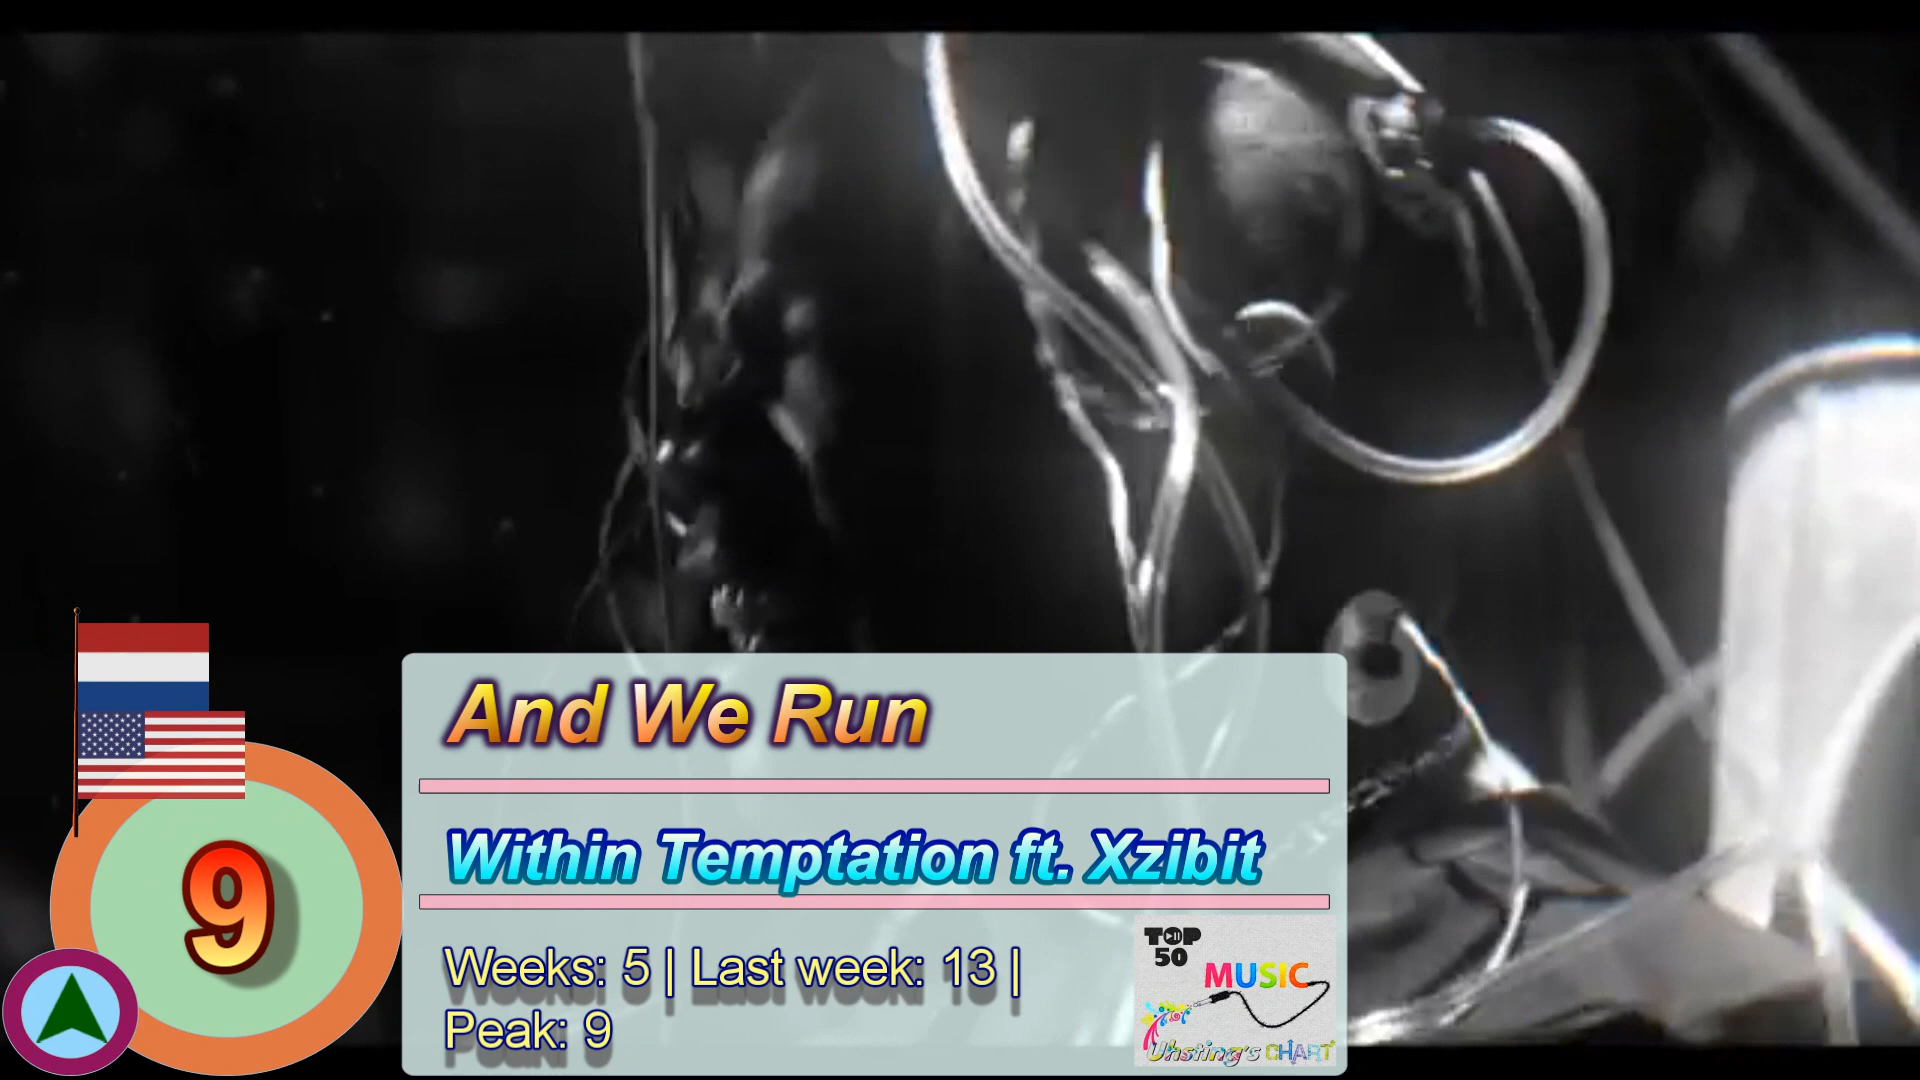 And We Run
Within Temptation ft. Xzibit
9
Weeks: 5 | Last week: 13 |
Peak: 9
TOP
50
MUSIC
Uhsting's CHART